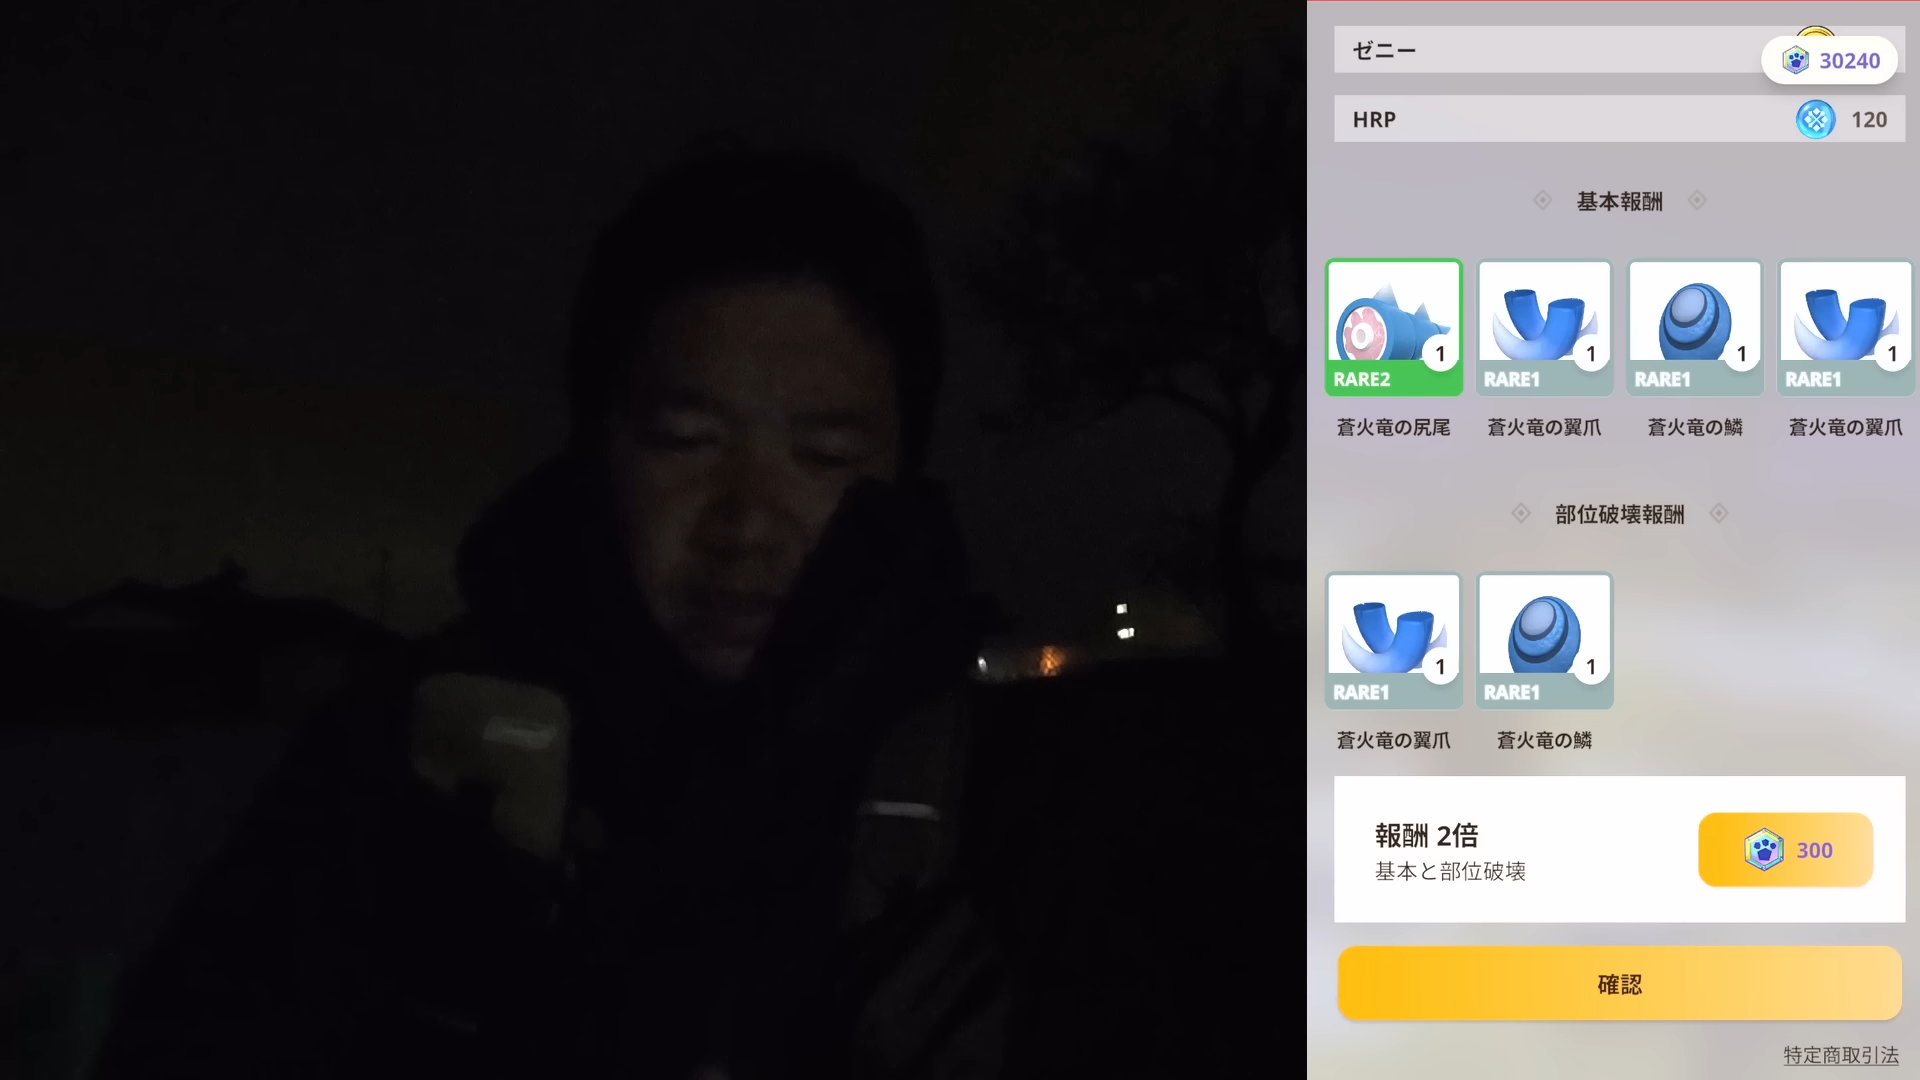 ゼニー
30240
HRP
120
基本報酬
1
RARE2
1
RARE1
1
RARE1
1
RARE1
蒼火竜の尻尾
蒼火竜の翼爪
蒼火竜の鱗
蒼火竜の翼爪
部位破壊報酬
1
RARE1
1
RARE1
蒼火竜の翼爪
蒼火竜の鱗
報酬 2倍
基本と部位破壊
300
確認
特定商取引法